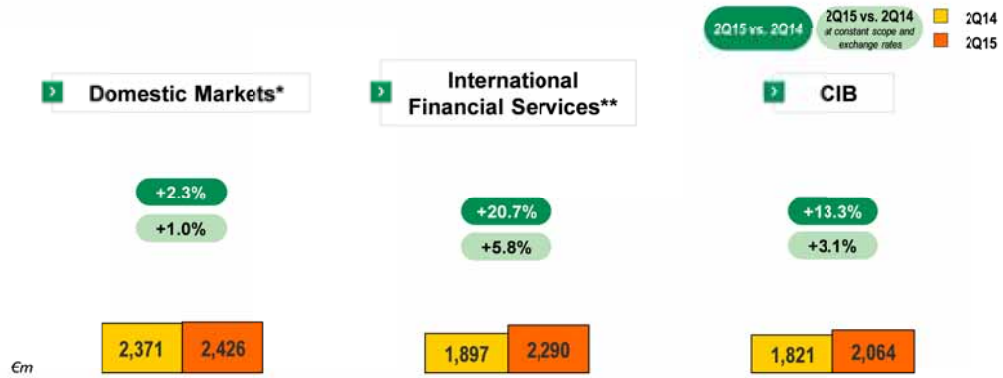 2Q15 vs. 2Q14
2Q15 vs. 2Q14
at constant scope and
exchange rates
2Q14
2Q15
Domestic Markets*
International
Financial Services**
CIB
+2.3%
+1.0%
+20.7%
+5.8%
+13.3%
+3.1%
€m
2,371
2,426
1,897
2,290
1,821
2,064